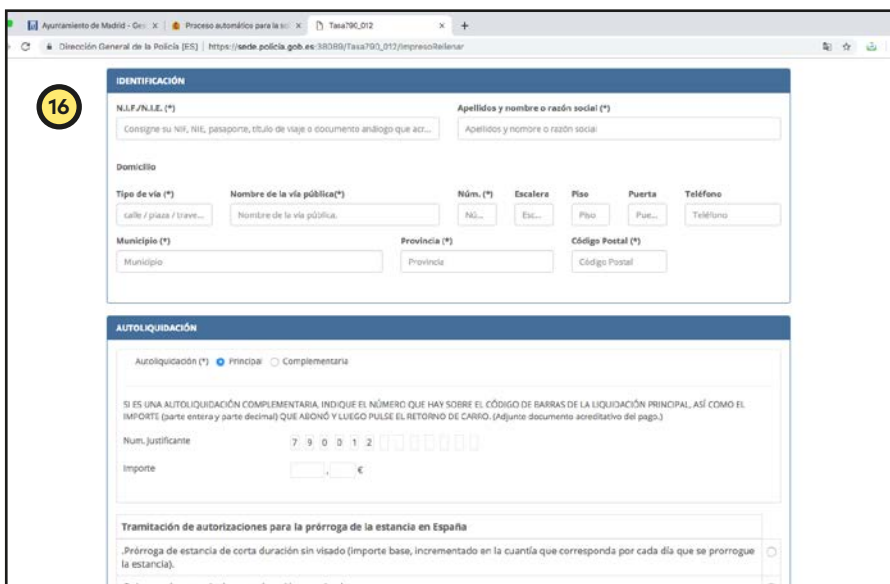 Ayuntamiento de Madrid - Ges
Proceso automático para la sol
Tasa790_012
Dirección General de la Policía [ES] | https://sede.policia.gob.es:38089/Tasa790_012/ImpresoRellenar
16
IDENTIFICACIÓN
N.I.F./N.I.E. (*) Apellidos y nombre o razón social (*)
Consigne su NIF, NIE, pasaporte, título de viaje o documento análogo que acr... Apellidos y nombre o razón social
Domicilio
Tipo de vía (*) Nombre de la vía pública(*) Núm. (*) Escalera Piso Puerta Teléfono
calle / plaza / trave... Nombre de la vía pública. Nú... Esc... Piso Pue... Teléfono
Municipio (*) Provincia (*) Código Postal (*)
Municipio Provincia Código Postal
AUTOLIQUIDACIÓN
Autoliquidación (*) Principal Complementaria
SI ES UNA AUTOLIQUIDACIÓN COMPLEMENTARIA, INDIQUE EL NÚMERO QUE HAY SOBRE EL CÓDIGO DE BARRAS DE LA LIQUIDACIÓN PRINCIPAL, ASÍ COMO EL
IMPORTE (parte entera y parte decimal) QUE ABONÓ Y LUEGO PULSE EL RETORNO DE CARRO. (Adjunte documento acreditativo del pago.)
Num. Justificante 7 9 0 0 1 2
Importe , €
Tramitación de autorizaciones para la prórroga de la estancia en España
.Prórroga de estancia de corta duración sin visado (importe base, incrementado en la cuantía que corresponda por cada día que se prorrogue
la estancia).